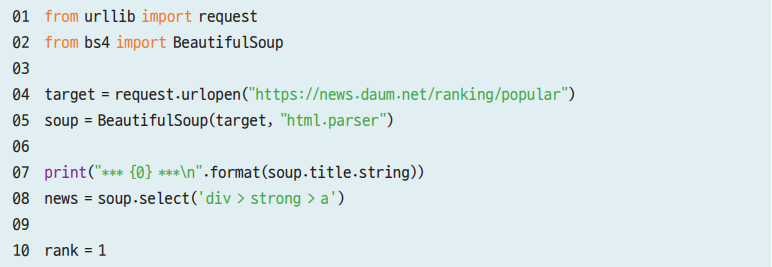 01 from urllib import request
02 from bs4 import BeautifulSoup
03
04 target = request.urlopen("https://news.daum.net/ranking/popular")
05 soup = BeautifulSoup(target, "html.parser")
06
07 print("*** {0} ***\n".format(soup.title.string))
08 news = soup.select('div > strong > a')
09
10 rank = 1